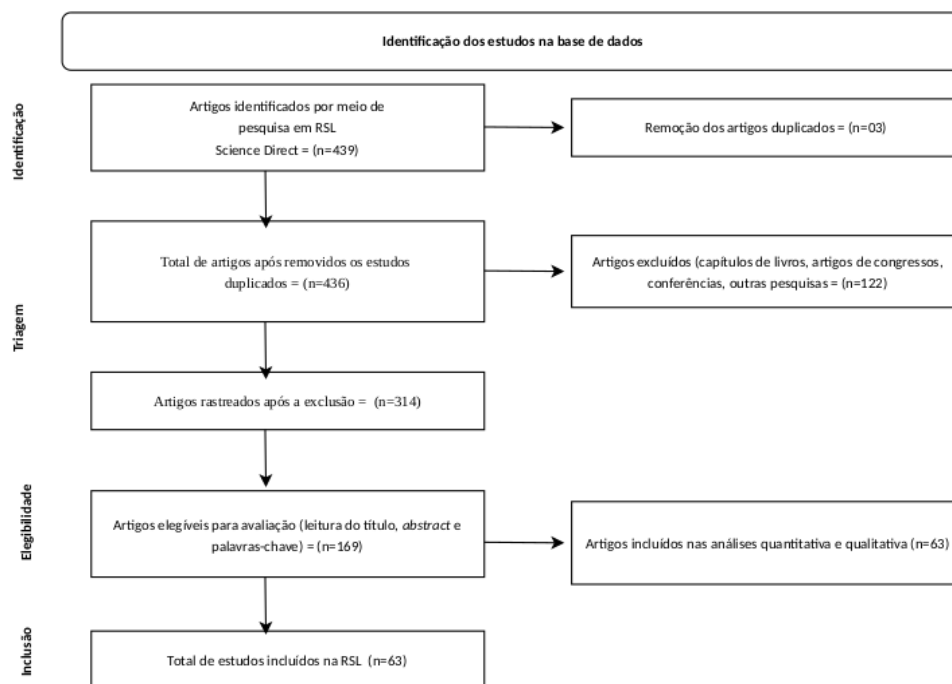 Identificação dos estudos na base de dados
Identificação
Artigos identificados por meio de
pesquisa em RSL
Science Direct = (n=439)
Remoção dos artigos duplicados = (n=03)
Triagem
Total de artigos após removidos os estudos
duplicados = (n=436)
Artigos excluídos (capítulos de livros, artigos de congressos,
conferências, outras pesquisas = (n=122)
Artigos rastreados após a exclusão = (n=314)
Elegibilidade
Artigos elegíveis para avaliação (leitura do título, abstract e
palavras-chave) = (n=169)
Artigos incluídos nas análises quantitativa e qualitativa (n=63)
Inclusão
Total de estudos incluídos na RSL (n=63)